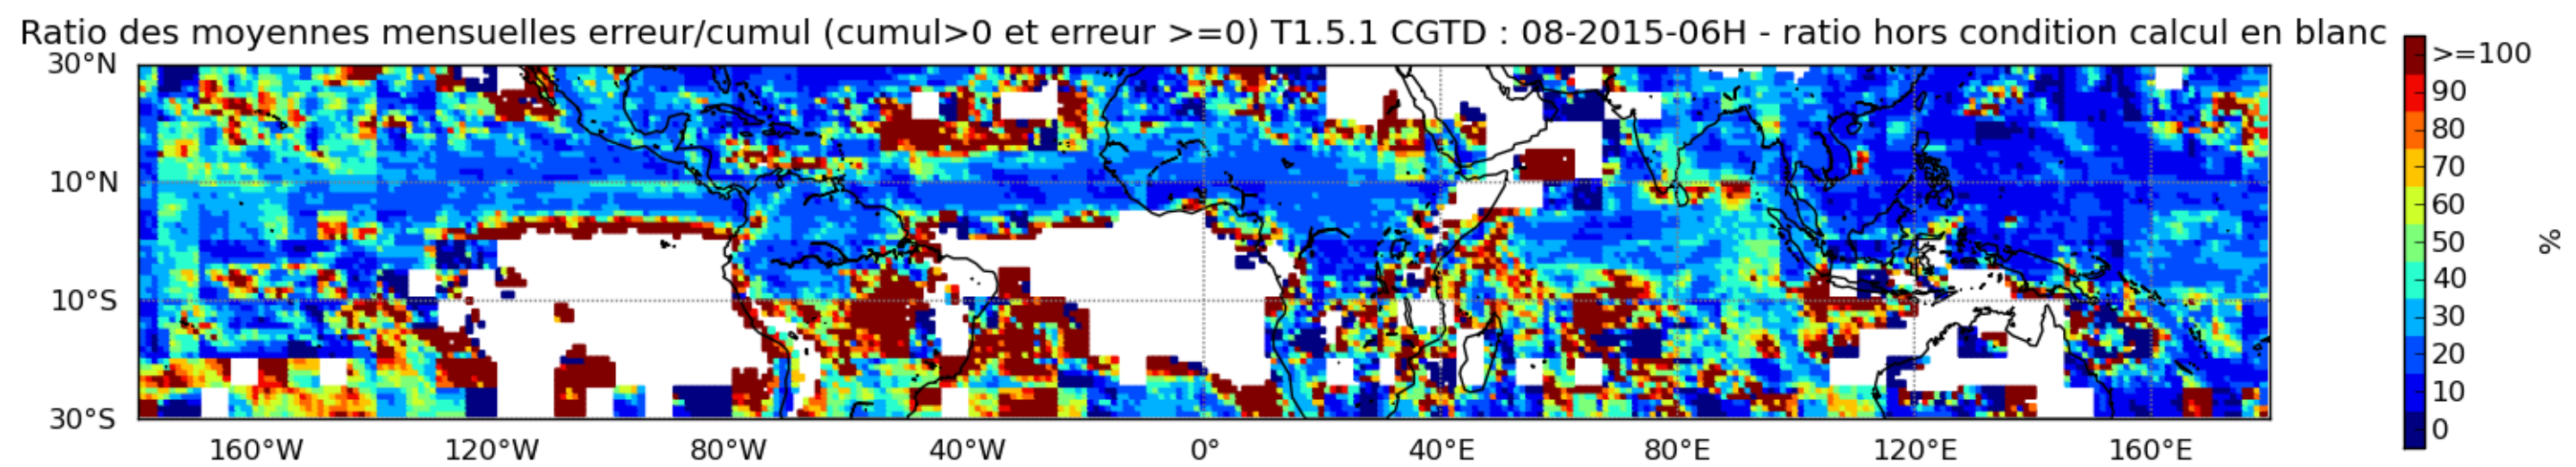 Ratio des moyennes mensuelles erreur/cumul (cumul>0 et erreur >=0) T1.5.1 CGTD : 08-2015-06H - ratio hors condition calcul en blanc
30°N
10°N
10°S
30°S
160°W 120°W 80°W 40°W 0° 40°E 80°E 120°E 160°E
>=100
90
80
70
60
50
40
30
20
10
0
%